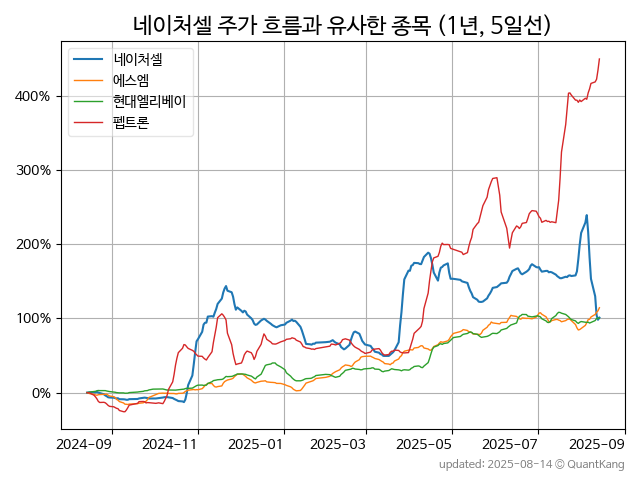 네이처셀 주가 흐름과 유사한 종목 (1년, 5일선)
네이처셀
에스엠
현대엘리베이
펩트론
400%
300%
200%
100%
0%
2024-09 2024-11 2025-01 2025-03 2025-05 2025-07 2025-09
updated: 2025-08-14 © QuantKang